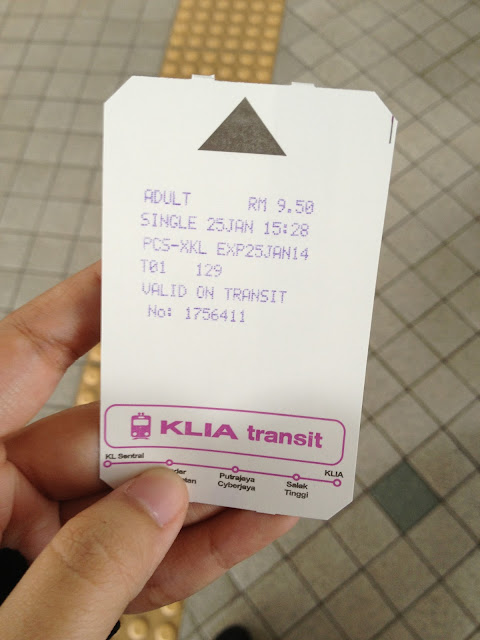 ADULT RM 9.50
SINGLE 25JAN 15:28
PCS-XKL EXP25JAN14
T01 129
VALID ON TRANSIT
No: 1756411
KLIA transit
KL Sentral
Putrajaya
Cyberjaya
Salak
Tinggi
KLIA